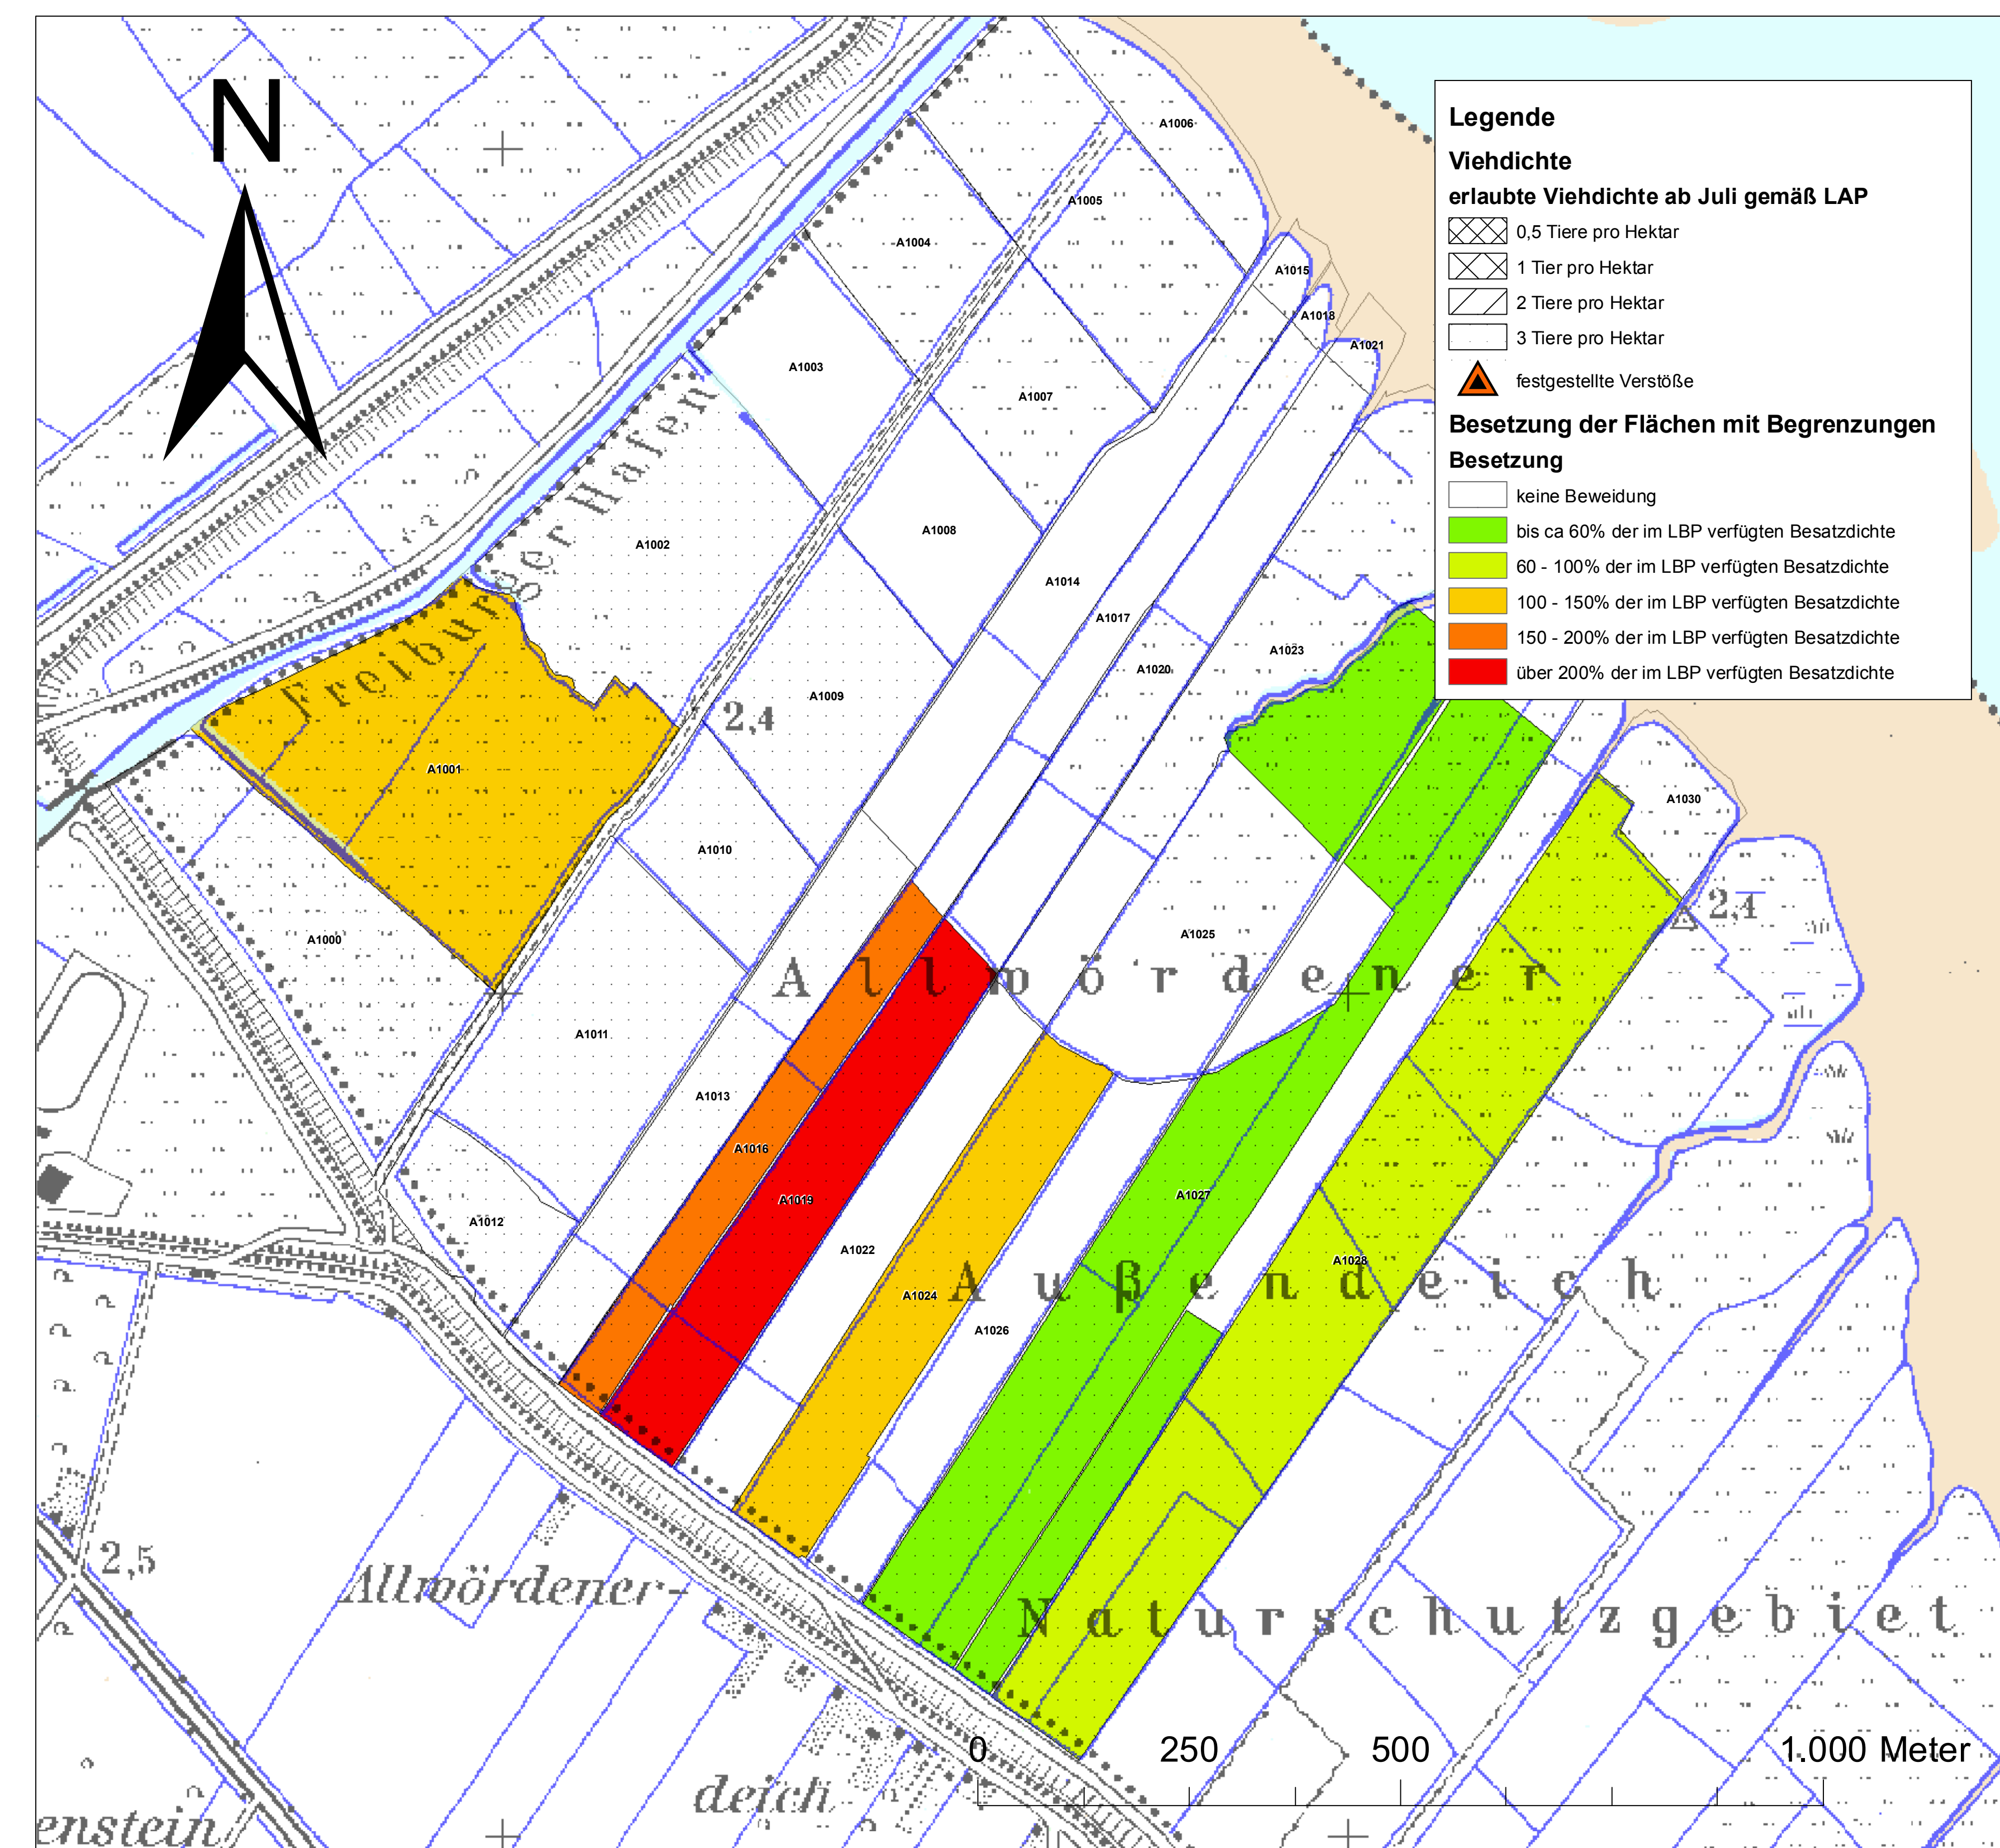 N
Legende
Viehdichte
erlaubte Viehdichte ab Juli gemäß LAP
0,5 Tiere pro Hektar
1 Tier pro Hektar
2 Tiere pro Hektar
3 Tiere pro Hektar
festgestellte Verstöße
Besetzung der Flächen mit Begrenzungen
Besetzung
keine Beweidung
bis ca 60% der im LBP verfügten Besatzdichte
60 - 100% der im LBP verfügten Besatzdichte
100 - 150% der im LBP verfügten Besatzdichte
150 - 200% der im LBP verfügten Besatzdichte
über 200% der im LBP verfügten Besatzdichte
A1006
A1005
A1004
A1015
A1018
A1021
A1003
A1007
Freiburger Hafen
A1002
A1008
A1014
A1017
A1023
A1020
A1009
2,4
A1001
A1030
A1010
2,4
A1000
A1025
Allwördener
A1011
A1013
A1016
A1019
A1027
A1012
A1022
A1028
Außendeich
A1024
A1026
2,5
Allwördener-
Naturschutzgebiet
0 250 500 1.000 Meter
deich
enstein